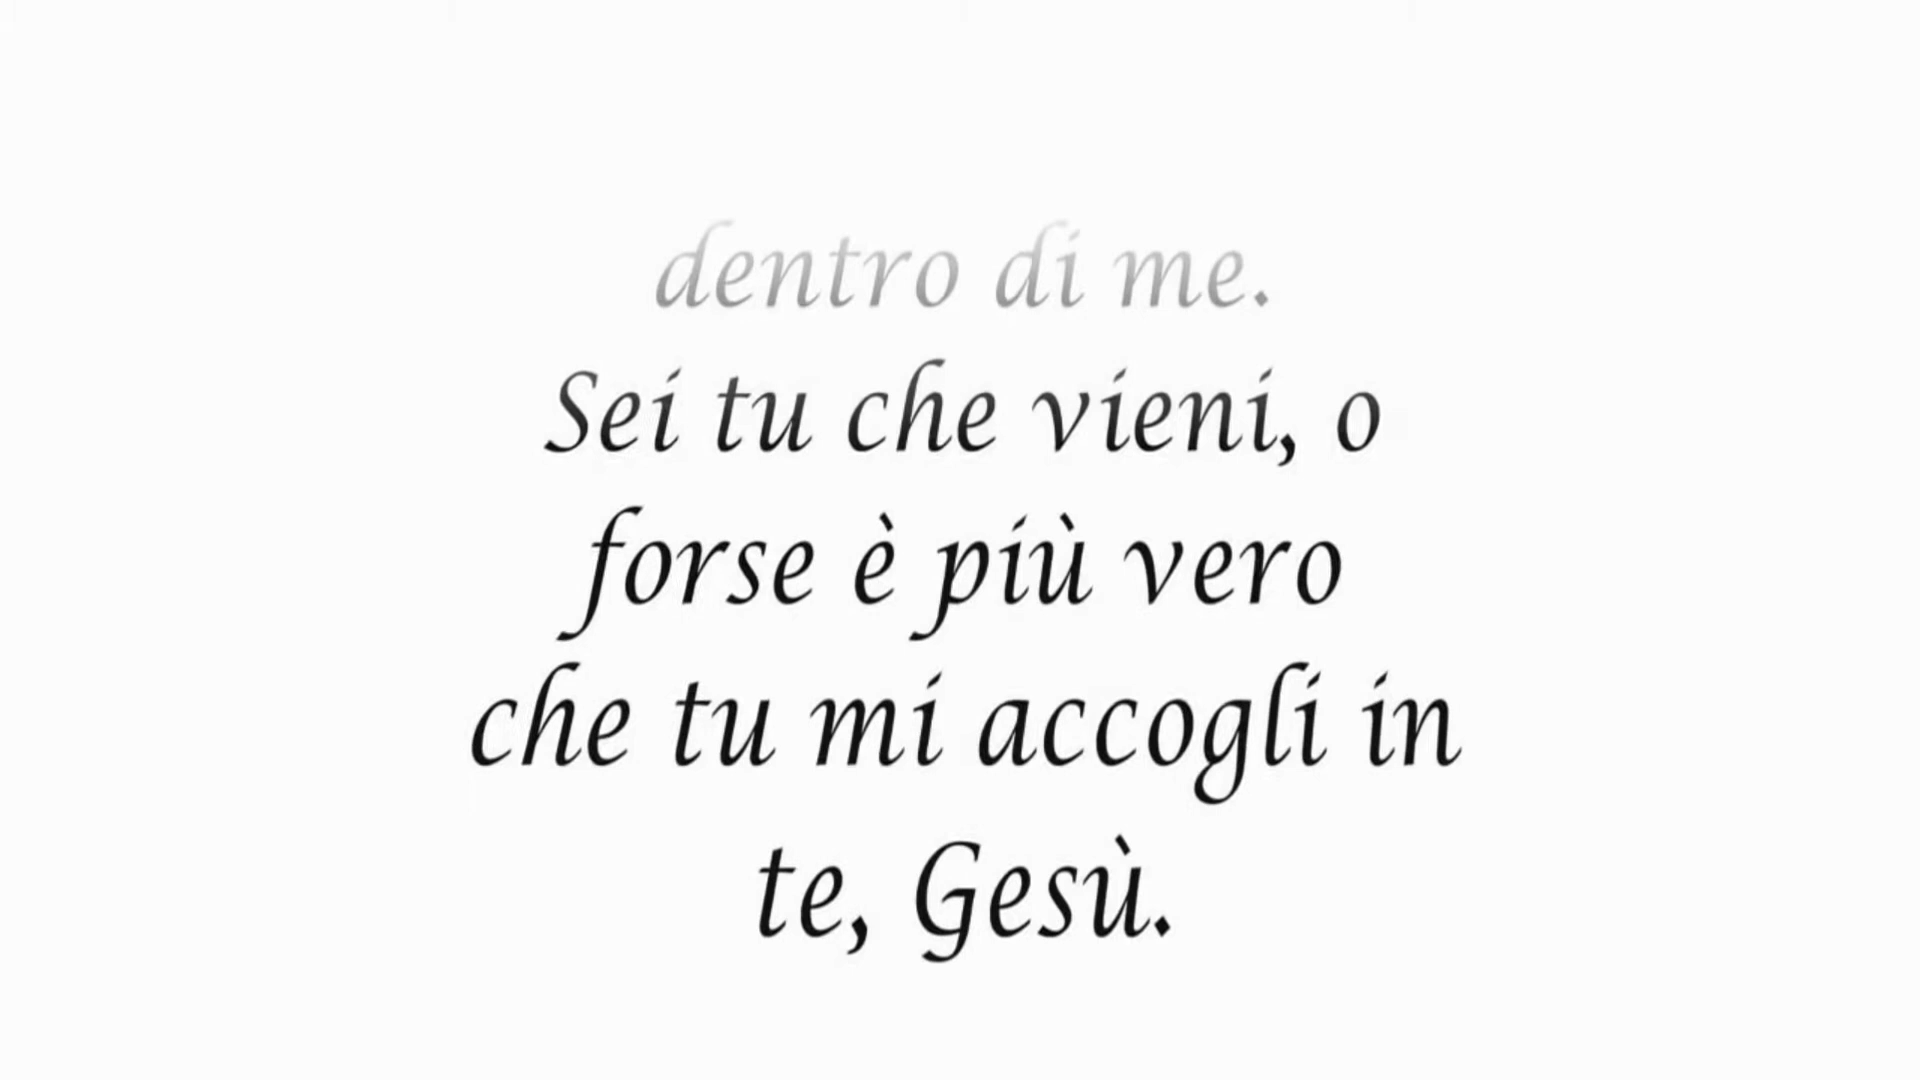 dentro di me.
Sei tu che vieni, o
forse è più vero
che tu mi accogli in
te, Gesù.